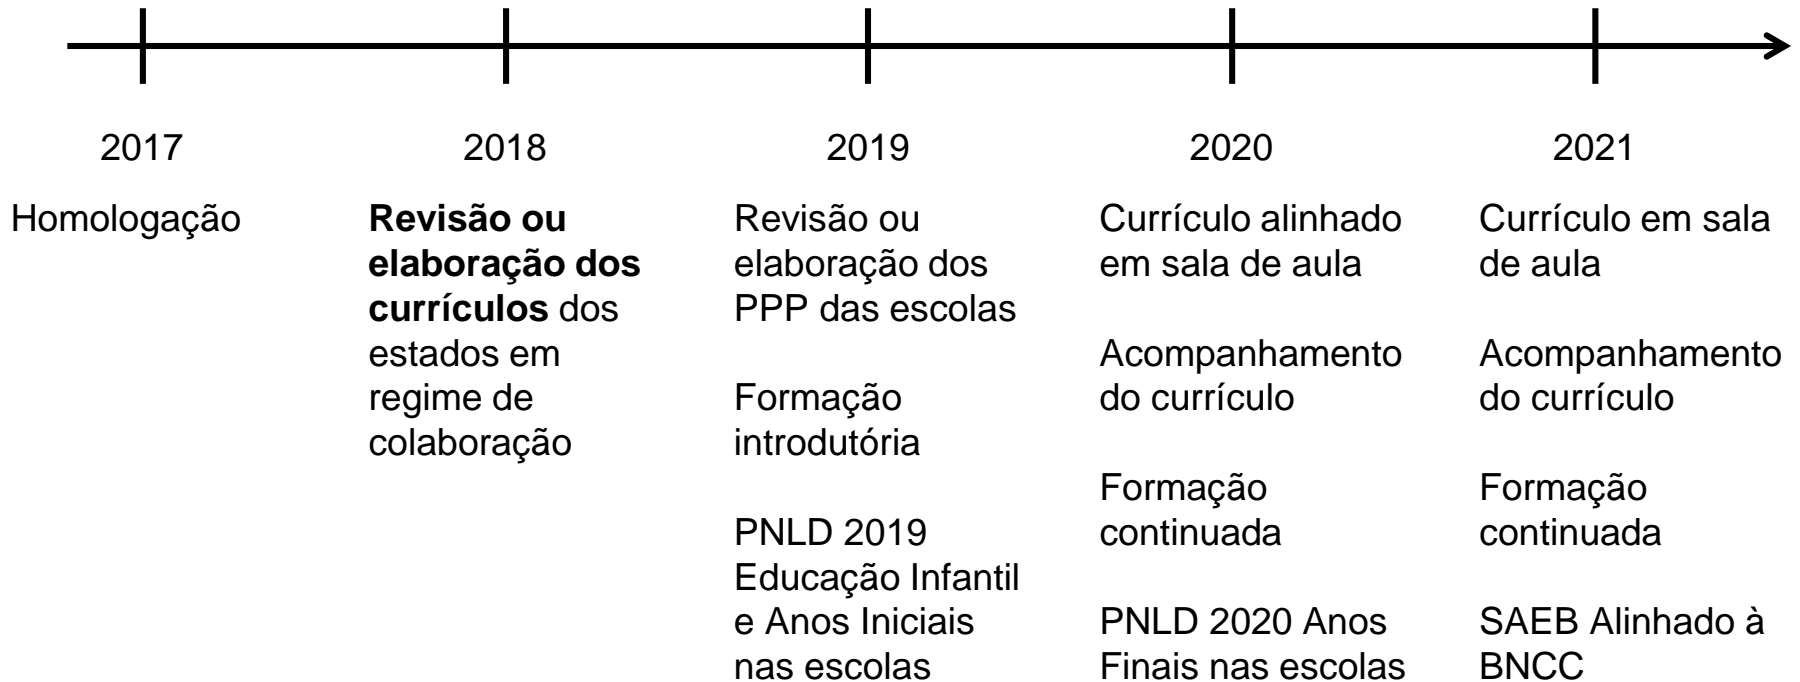 2017
Homologação
2018
Revisão ou
elaboração dos
currículos dos
estados em
regime de
colaboração
2019
Revisão ou
elaboração dos
PPP das escolas
Formação
introdutória
PNLD 2019
Educação Infantil
e Anos Iniciais
nas escolas
2020
Currículo alinhado
em sala de aula
Acompanhamento
do currículo
Formação
continuada
PNLD 2020 Anos
Finais nas escolas
2021
Currículo em sala
de aula
Acompanhamento
do currículo
Formação
continuada
SAEB Alinhado à
BNCC